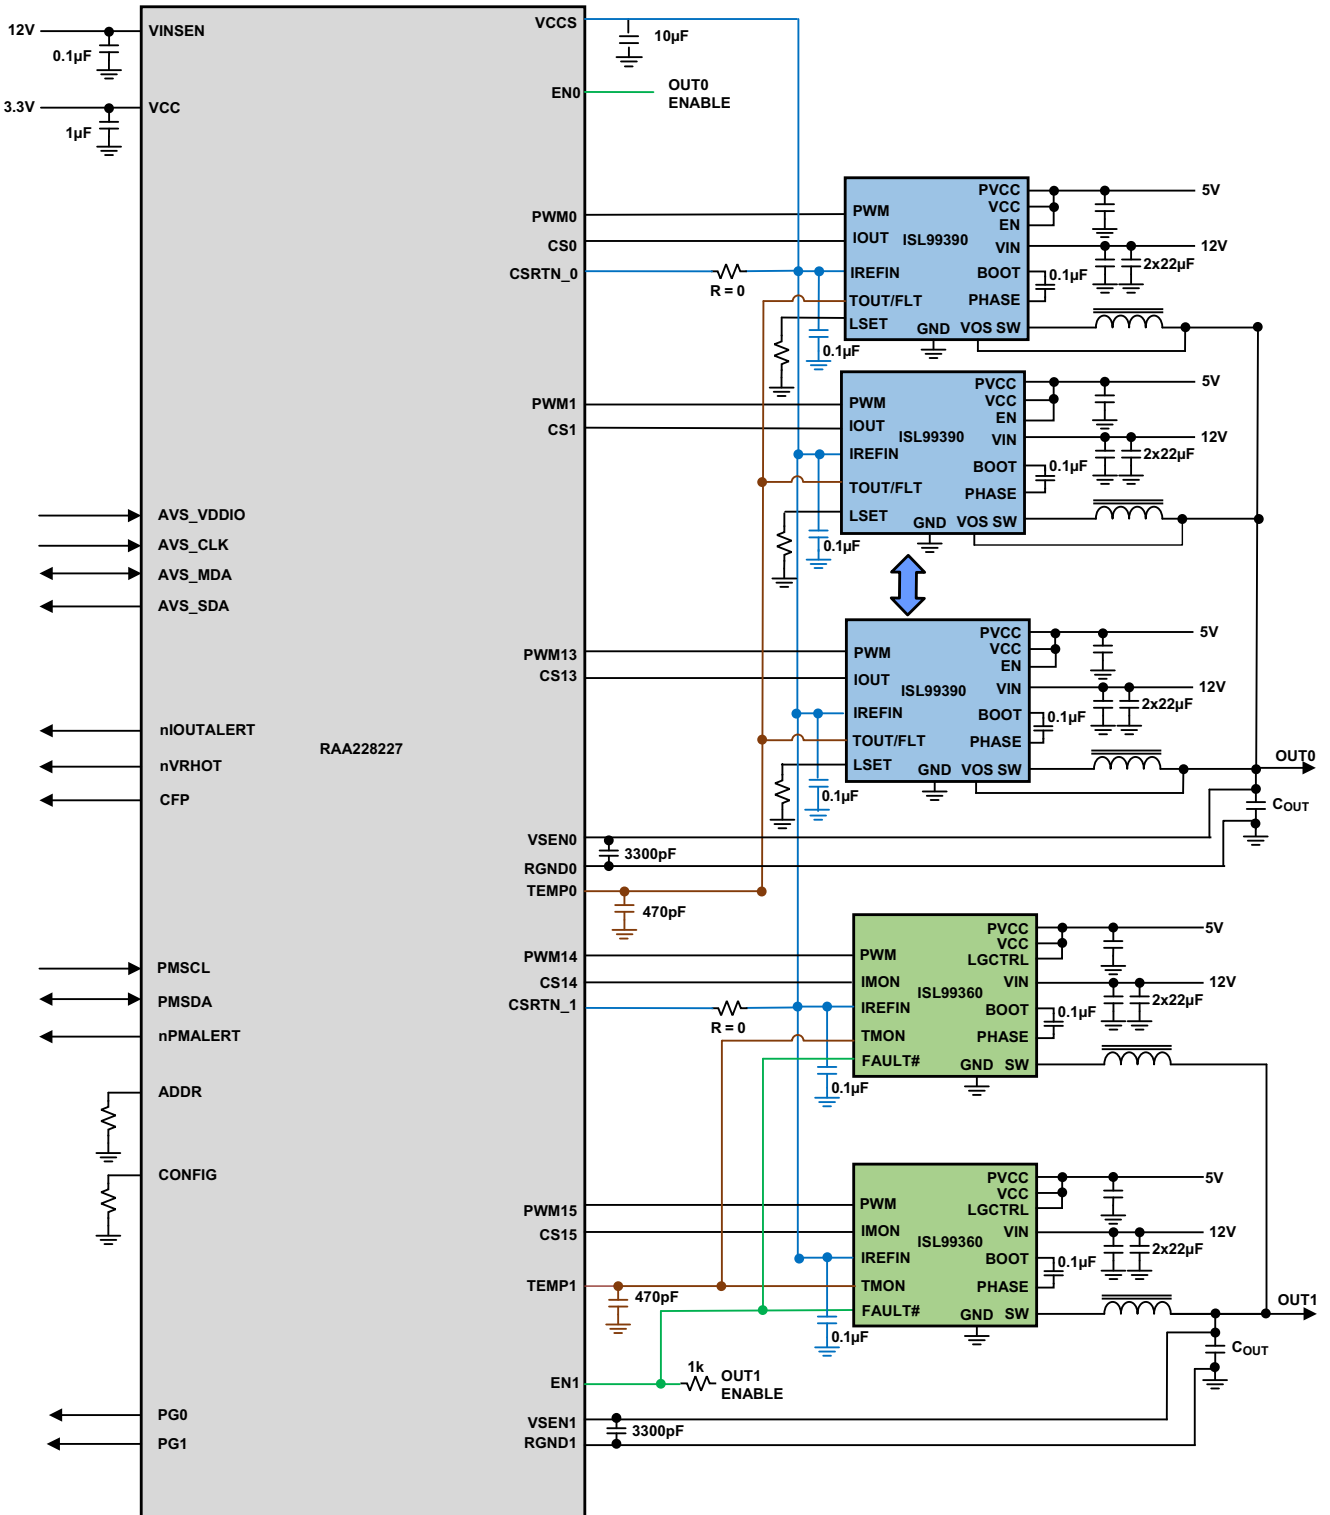 12V
VINSEN
0.1µF
3.3V
VCC
1µF
AVS_VDDIO
AVS_CLK
AVS_MDA
AVS_SDA
nIOUTALERT
nVRHOT
CFP
PMSCL
PMSDA
nPMALERT
ADDR
CONFIG
PG0
PG1
RAA228227
VCCS
10µF
EN0
OUT0
ENABLE
PWM0
CS0
CSRTN_0
R = 0
PWM1
CS1
PWM13
CS13
VSEN0
3300pF
RGND0
TEMP0
470pF
PWM14
CS14
CSRTN_1
R = 0
PWM15
CS15
TEMP1
470pF
EN1
1k
OUT1
ENABLE
VSEN1
3300pF
RGND1
PWM
IOUT
IREFIN
TOUT/FLT
LSET
ISL99390
GND
PVCC
VCC
EN
VIN
BOOT
PHASE
VOS SW
5V
12V
2x22µF
0.1µF
0.1µF
PWM
IOUT
IREFIN
TOUT/FLT
LSET
ISL99390
GND
PVCC
VCC
EN
VIN
BOOT
PHASE
VOS SW
5V
12V
2x22µF
0.1µF
0.1µF
PWM
IOUT
IREFIN
TOUT/FLT
LSET
ISL99390
GND
PVCC
VCC
EN
VIN
BOOT
PHASE
VOS SW
5V
12V
2x22µF
0.1µF
0.1µF
OUT0
COUT
PWM
IMON
IREFIN
TMON
FAULT#
ISL99360
GND SW
PVCC
VCC
LGCTRL
VIN
BOOT
PHASE
5V
12V
2x22µF
0.1µF
0.1µF
PWM
IMON
IREFIN
TMON
FAULT#
ISL99360
GND SW
PVCC
VCC
LGCTRL
VIN
BOOT
PHASE
5V
12V
2x22µF
0.1µF
0.1µF
OUT1
COUT